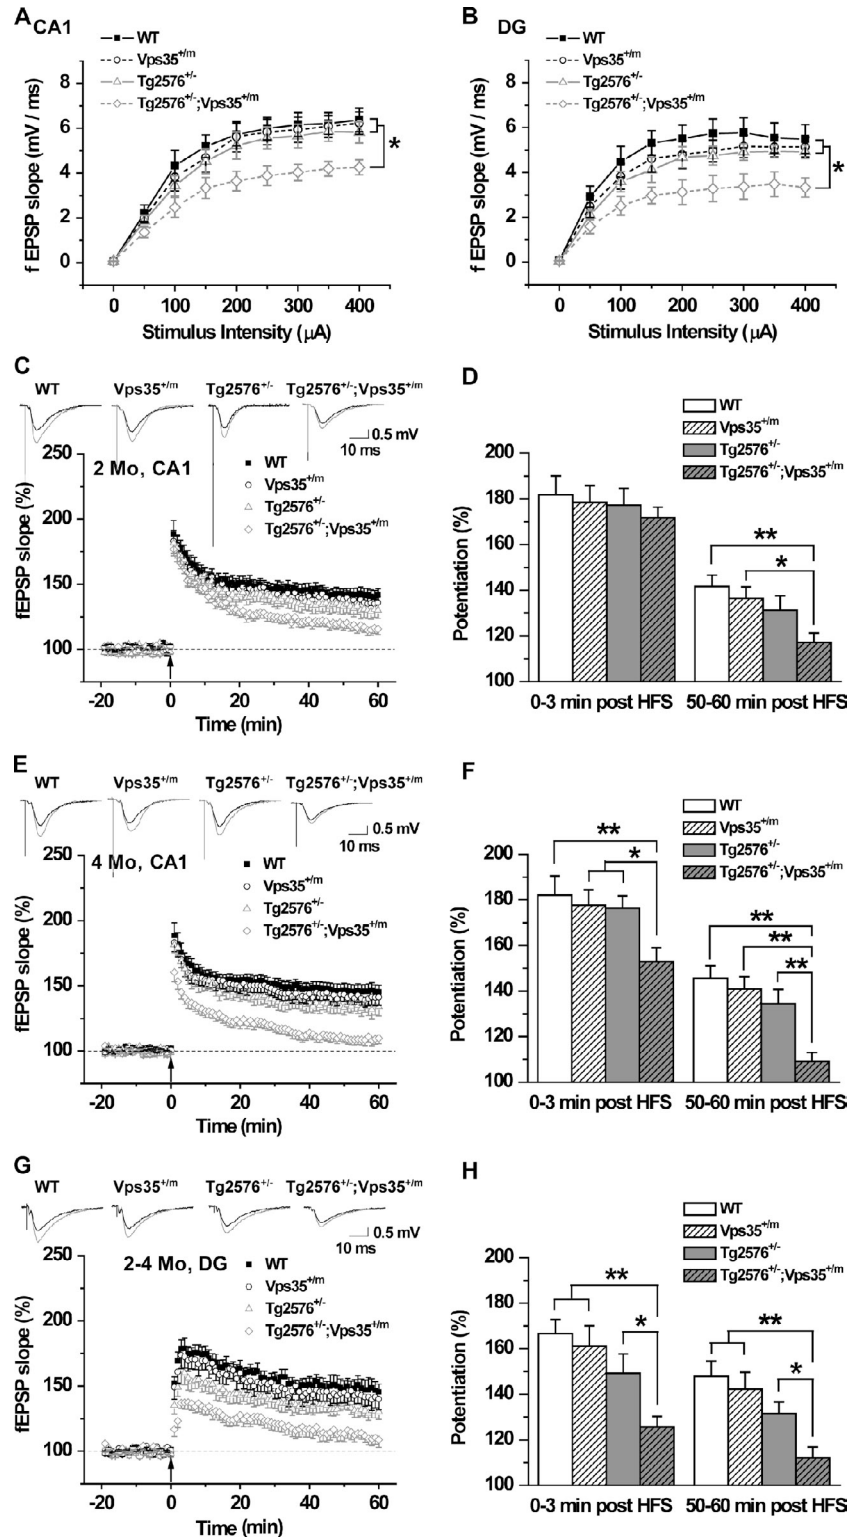 A CA1
WT
Vps35+/m
Tg2576+/-
Tg2576+/-;Vps35+/m
8
6
4
2
0
f EPSP slope (mV / ms)
*
0 100 200 300 400
Stimulus Intensity (μA)
B DG
WT
Vps35+/m
Tg2576+/-
Tg2576+/-;Vps35+/m
8
6
4
2
0
f EPSP slope (mV / ms)
*
0 100 200 300 400
Stimulus Intensity (μA)
C
WT Vps35+/m Tg2576+/- Tg2576+/-;Vps35+/m
0.5 mV
10 ms
2 Mo, CA1
WT
Vps35+/m
Tg2576+/-
Tg2576+/-;Vps35+/m
250
200
150
100
fEPSP slope (%)
-20 0 20 40 60
Time (min)
D
WT
Vps35+/m
Tg2576+/-
Tg2576+/-;Vps35+/m
200
180
160
140
120
100
Potentiation (%)
**
*
0-3 min post HFS 50-60 min post HFS
E
WT Vps35+/m Tg2576+/- Tg2576+/-;Vps35+/m
0.5 mV
10 ms
4 Mo, CA1
WT
Vps35+/m
Tg2576+/-
Tg2576+/-;Vps35+/m
250
200
150
100
fEPSP slope (%)
-20 0 20 40 60
Time (min)
F
WT
Vps35+/m
Tg2576+/-
Tg2576+/-;Vps35+/m
200
180
160
140
120
100
Potentiation (%)
**
*
**
**
**
0-3 min post HFS 50-60 min post HFS
G
WT Vps35+/m Tg2576+/- Tg2576+/-;Vps35+/m
0.5 mV
10 ms
2-4 Mo, DG
WT
Vps35+/m
Tg2576+/-
Tg2576+/-;Vps35+/m
250
200
150
100
fEPSP slope (%)
-20 0 20 40 60
Time (min)
H
WT
Vps35+/m
Tg2576+/-
Tg2576+/-;Vps35+/m
200
180
160
140
120
100
Potentiation (%)
**
*
**
*
0-3 min post HFS 50-60 min post HFS